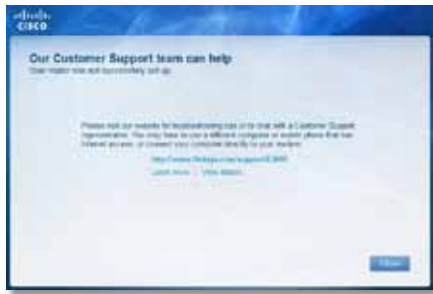 CISCO
Our Customer Support team can help
Your router was not successfully set up.
Please visit our website for troubleshooting tips or to chat with a Customer Support
representative. You may have to use a different computer or mobile phone that has
Internet access, or connect your computer directly to your modem.
Learn more | View details